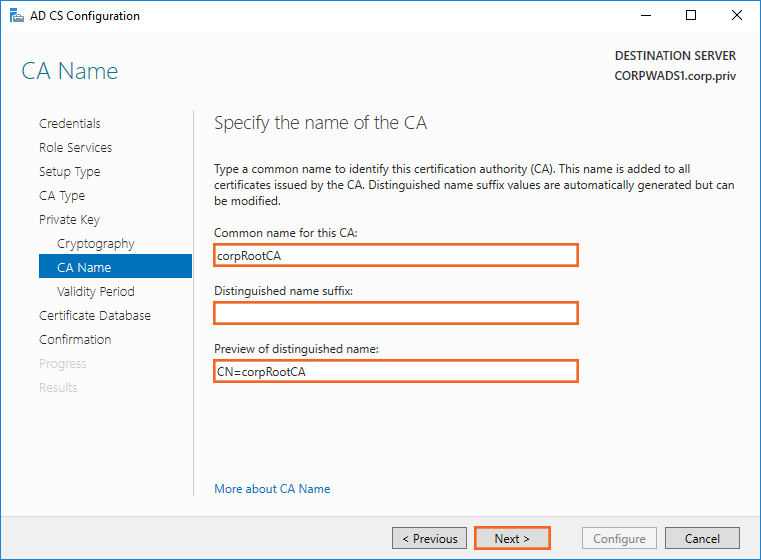 AD CS Configuration
CA Name
DESTINATION SERVER
CORPWADS1.corp.priv
Credentials
Role Services
Setup Type
CA Type
Private Key
Cryptography
CA Name
Validity Period
Certificate Database
Confirmation
Progress
Results
Specify the name of the CA
Type a common name to identify this certification authority (CA). This name is added to all
certificates issued by the CA. Distinguished name suffix values are automatically generated but can
be modified.
Common name for this CA:
corpRootCA
Distinguished name suffix:
Preview of distinguished name:
CN=corpRootCA
More about CA Name
< Previous
Next >
Configure
Cancel